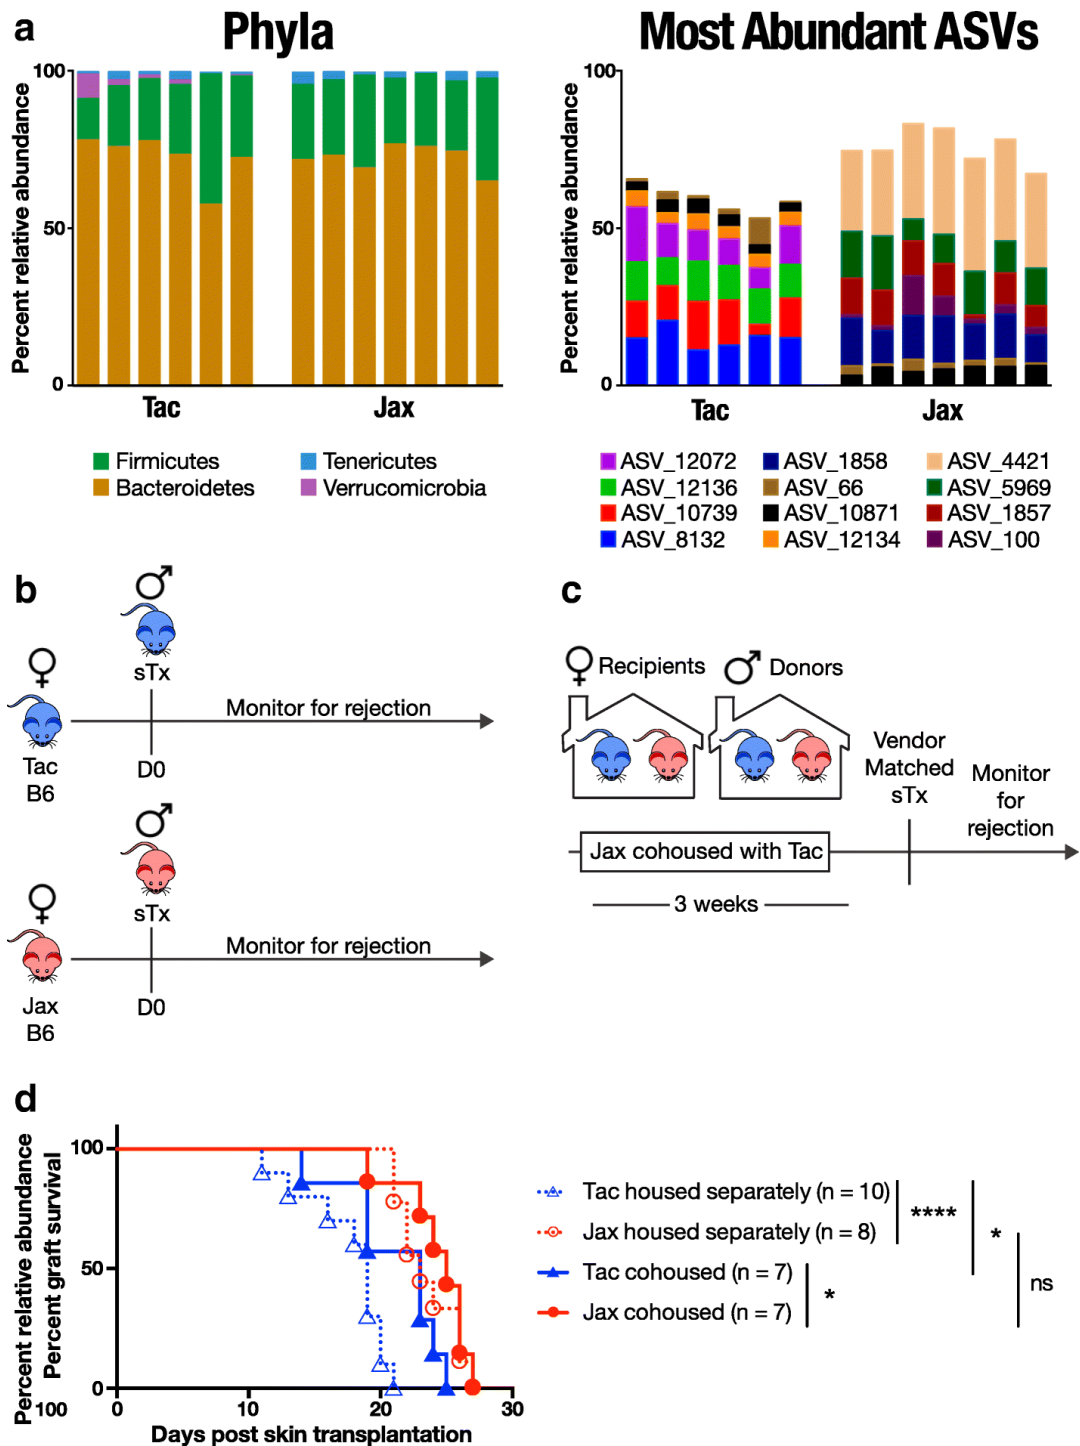 a
Phyla
Most Abundant ASVs
Percent relative abundance
100
50
0
Tac
Jax
Percent relative abundance
100
50
0
Tac
Jax
Firmicutes
Tenericutes
Bacteroidetes
Verrucomicrobia
ASV_12072
ASV_1858
ASV_4421
ASV_12136
ASV_66
ASV_5969
ASV_10739
ASV_10871
ASV_1857
ASV_8132
ASV_12134
ASV_100
b
sTx
Monitor for rejection
Tac
B6
D0
sTx
Monitor for rejection
Jax
B6
D0
c
Recipients
Donors
Vendor
Matched
sTx
Monitor
for
rejection
Jax cohoused with Tac
3 weeks
d
Percent relative abundance
Percent graft survival
100
50
0
100
0
10
20
30
Days post skin transplantation
Tac housed separately (n = 10)
Jax housed separately (n = 8)
Tac cohoused (n = 7)
Jax cohoused (n = 7)
****
*
*
ns